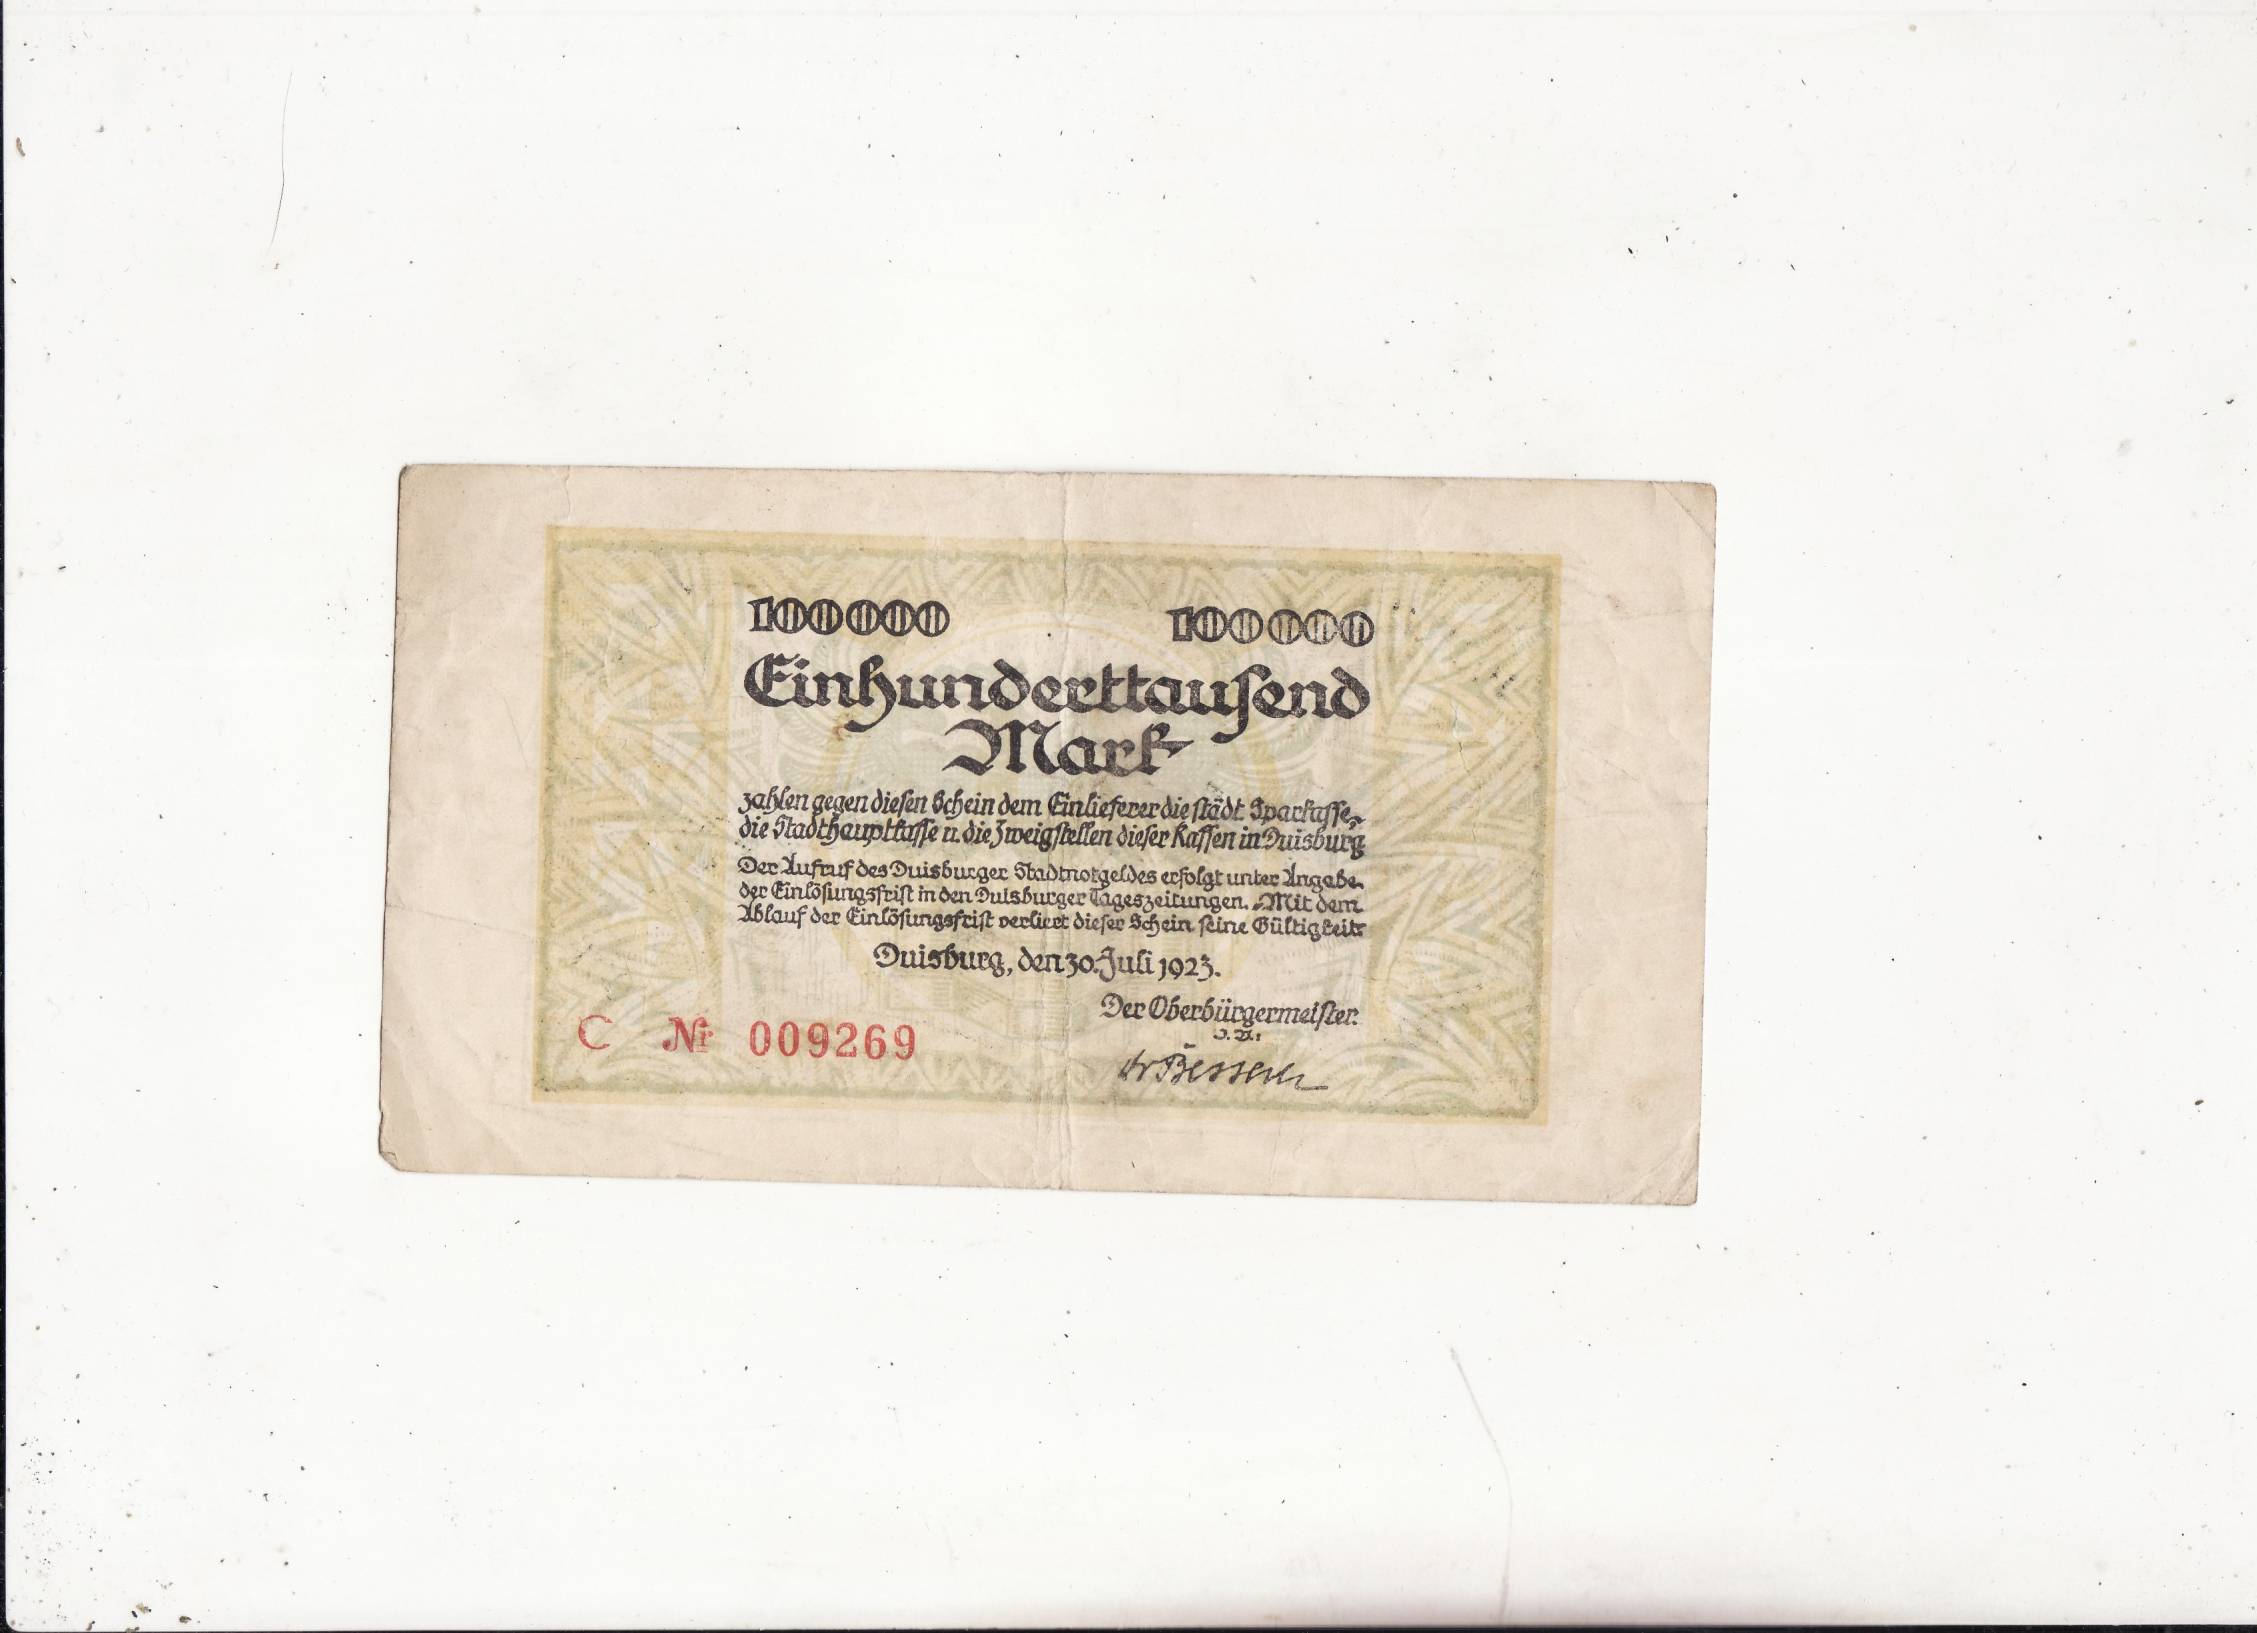 100000 100000
Einhunderttausend
Mark
zahlen gegen diesen Schein dem Einlieferer die städt. Sparkasse,
die Stadthauptkasse u. die Zweigstellen dieser Kassen in Duisburg
Der Aufruf des Duisburger Stadtnotgeldes erfolgt unter Angabe
der Einlösungsfrist in den Duisburger Tageszeitungen. Mit dem
Ablauf der Einlösungsfrist verliert dieser Schein seine Gültigkeit.
Duisburg, den 30. Juli 1923.
Der Oberbürgermeister.
J. V.:
C Nr 009269